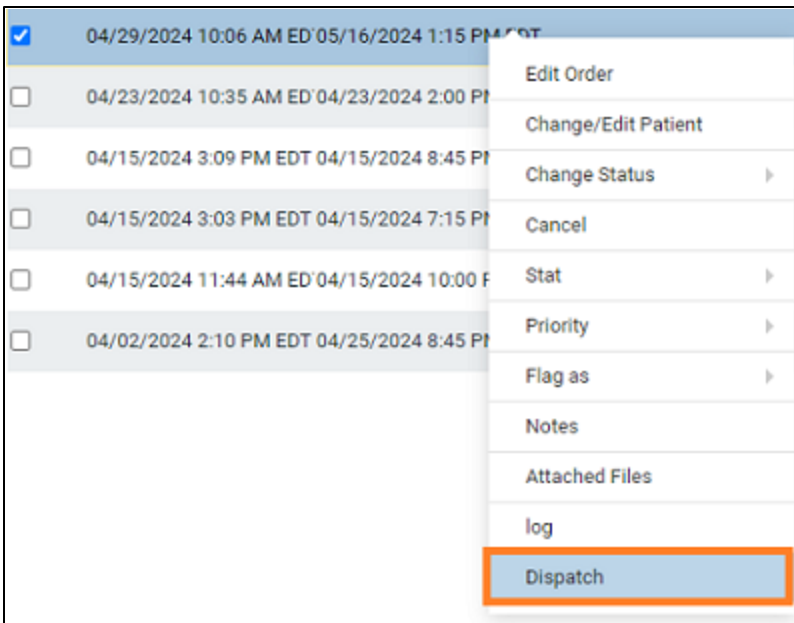 04/29/2024 10:06 AM ED 05/16/2024 1:15 PM EDT
Edit Order
04/23/2024 10:35 AM ED 04/23/2024 2:00 PM
Change/Edit Patient
04/15/2024 3:09 PM EDT 04/15/2024 8:45 PM
Change Status
04/15/2024 3:03 PM EDT 04/15/2024 7:15 PM
Cancel
04/15/2024 11:44 AM ED 04/15/2024 10:00
Stat
04/02/2024 2:10 PM EDT 04/25/2024 8:45 PM
Priority
Flag as
Notes
Attached Files
log
Dispatch